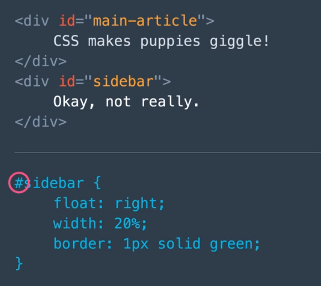 <div id="main-article">
CSS makes puppies giggle!
</div>
<div id="sidebar">
Okay, not really.
</div>
#sidebar {
float: right;
width: 20%;
border: 1px solid green;
}